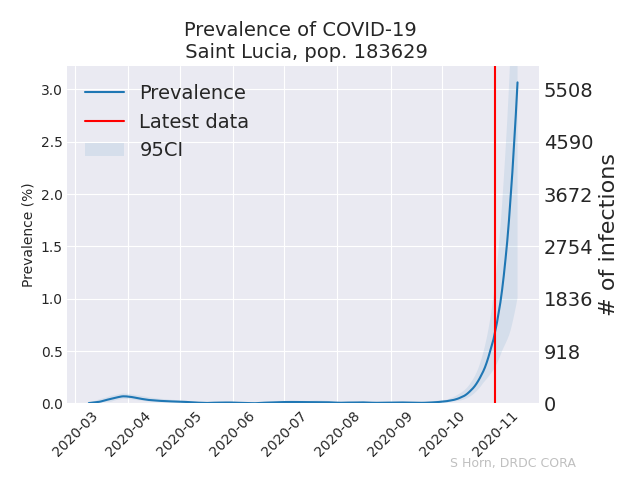 Prevalence of COVID-19
Saint Lucia, pop. 183629
Prevalence
Latest data
95CI
Prevalence (%)
3.0
2.5
2.0
1.5
1.0
0.5
0.0
5508
4590
3672
2754
1836
918
0
# of infections
2020-03
2020-04
2020-05
2020-06
2020-07
2020-08
2020-09
2020-10
2020-11
S Horn, DRDC CORA